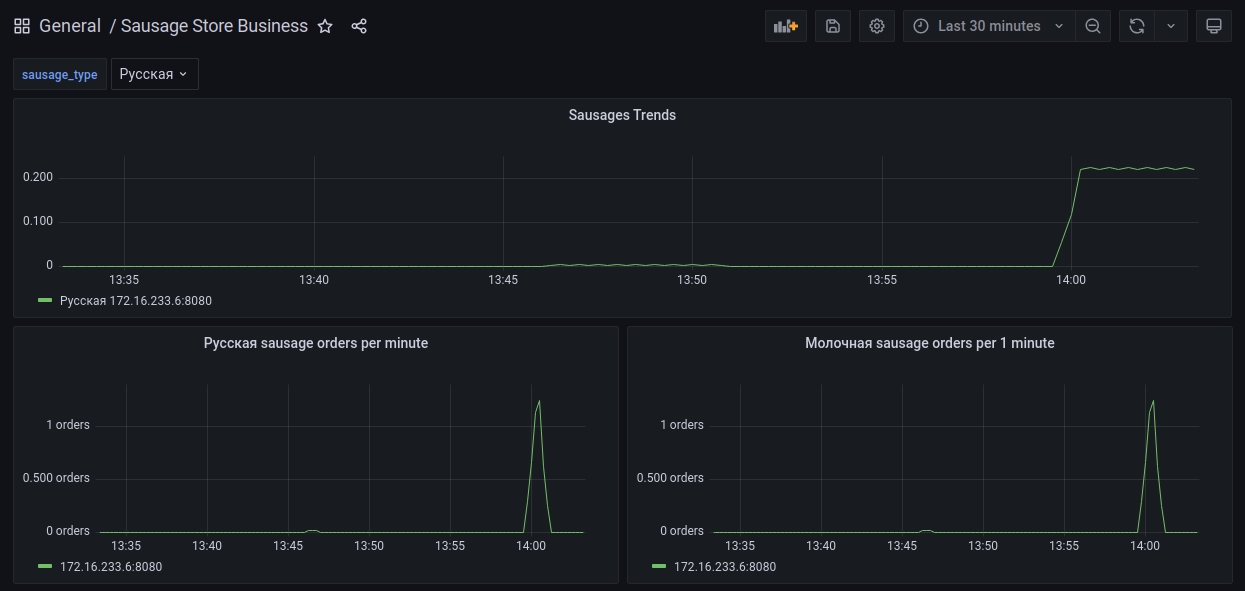 General / Sausage Store Business
Last 30 minutes
sausage_type Русская
Sausages Trends
0.200
0.100
0
13:35 13:40 13:45 13:50 13:55 14:00
Русская 172.16.233.6:8080
Русская sausage orders per minute
1 orders
0.500 orders
0 orders
13:35 13:40 13:45 13:50 13:55 14:00
172.16.233.6:8080
Молочная sausage orders per 1 minute
1 orders
0.500 orders
0 orders
13:35 13:40 13:45 13:50 13:55 14:00
172.16.233.6:8080